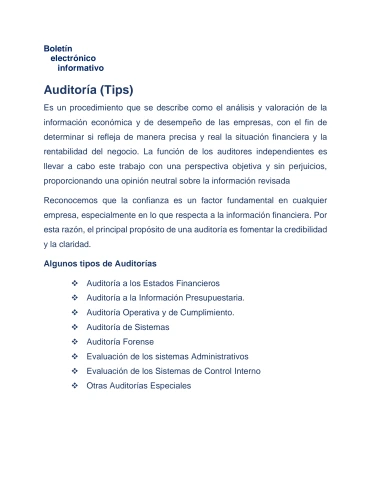 Boletín
electrónico
informativo
Auditoría (Tips)
Es un procedimiento que se describe como el análisis y valoración de la
información económica y de desempeño de las empresas, con el fin de
determinar si refleja de manera precisa y real la situación financiera y la
rentabilidad del negocio. La función de los auditores independientes es
llevar a cabo este trabajo con una perspectiva objetiva y sin perjuicios,
proporcionando una opinión neutral sobre la información revisada
Reconocemos que la confianza es un factor fundamental en cualquier
empresa, especialmente en lo que respecta a la información financiera. Por
esta razón, el principal propósito de una auditoría es fomentar la credibilidad
y la claridad.
Algunos tipos de Auditorías
❖ Auditoría a los Estados Financieros
❖ Auditoría a la Información Presupuestaria.
❖ Auditoría Operativa y de Cumplimiento.
❖ Auditoría de Sistemas
❖ Auditoría Forense
❖ Evaluación de los sistemas Administrativos
❖ Evaluación de los Sistemas de Control Interno
❖ Otras Auditorías Especiales